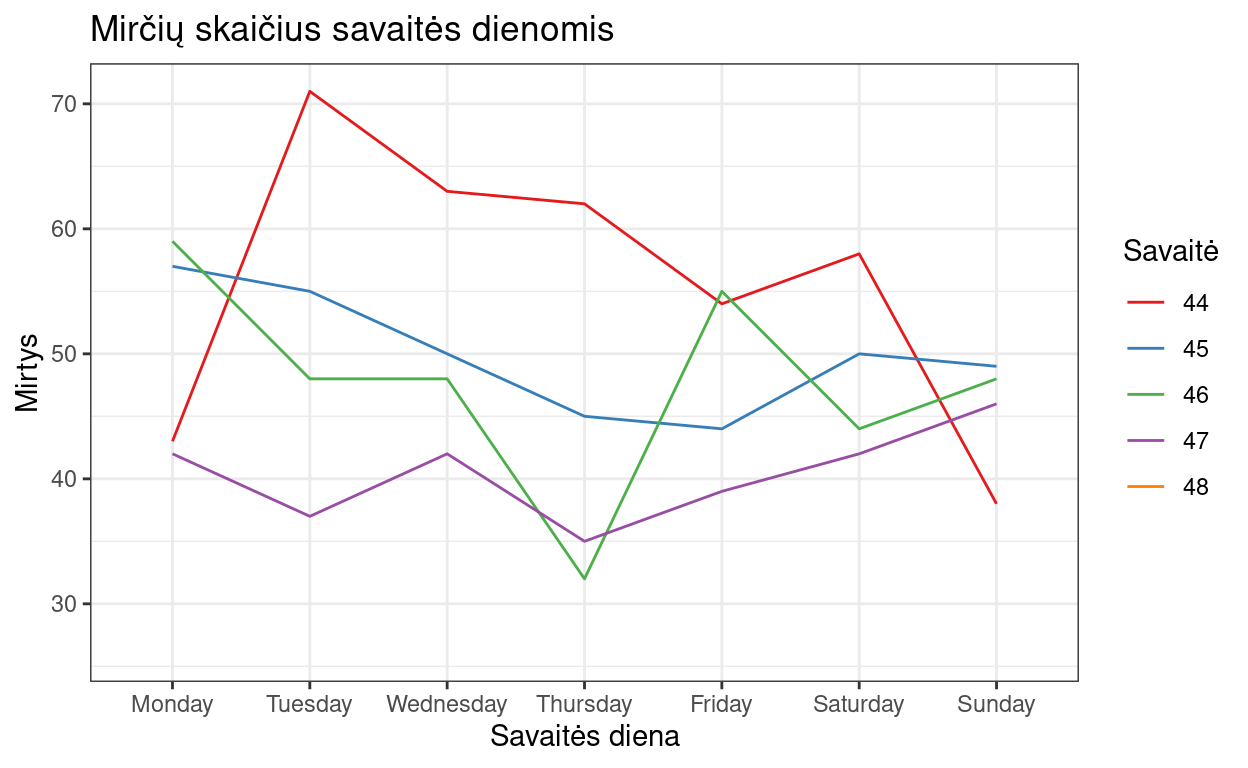 Mirčių skaičius savaitės dienomis
70
60
50
40
30
Mirtys
Monday Tuesday Wednesday Thursday Friday Saturday Sunday
Savaitės diena
Savaitė
44
45
46
47
48